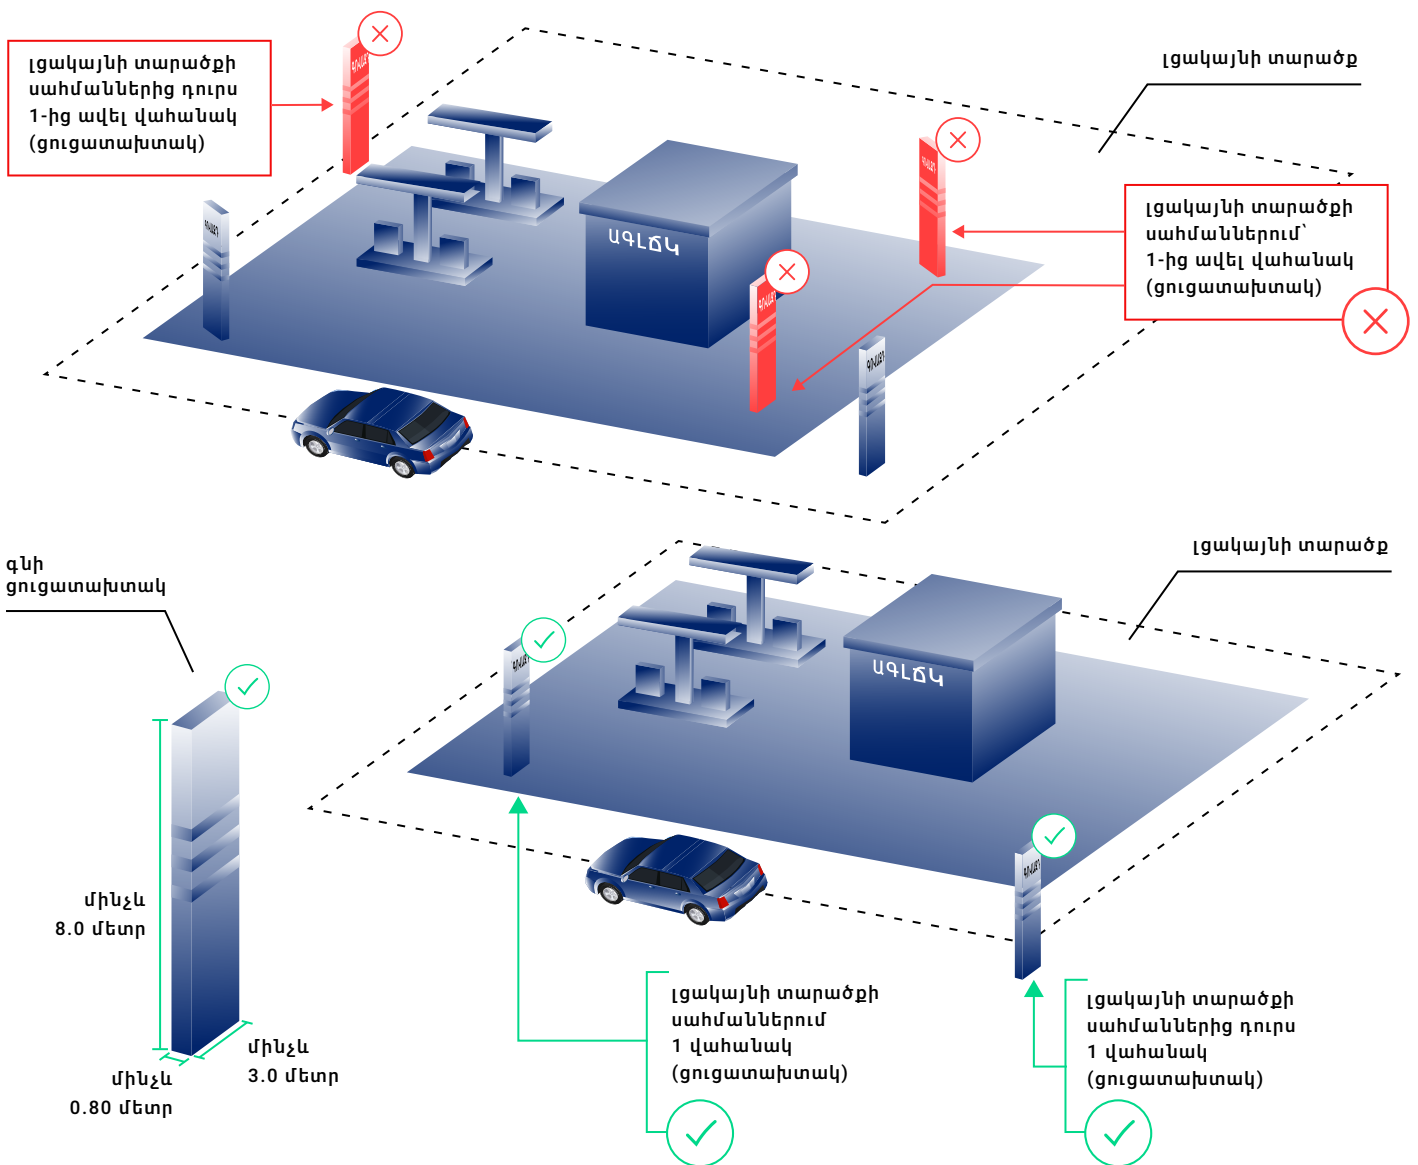 լցակայնի տարածքի
սահմաններից դուրս
1-ից ավել վահանակ
(ցուցատախտակ)
լցակայնի տարածք
լցակայնի տարածքի
սահմաններում՝
1-ից ավել վահանակ
(ցուցատախտակ)
ԱԳԼՃԿ
գնի
ցուցատախտակ
լցակայնի տարածք
ԱԳԼՃԿ
մինչև
8.0 մետր
մինչև
3.0 մետր
մինչև
0.80 մետր
լցակայնի տարածքի
սահմաններում
1 վահանակ
(ցուցատախտակ)
լցակայնի տարածքի
սահմաններից դուրս
1 վահանակ
(ցուցատախտակ)